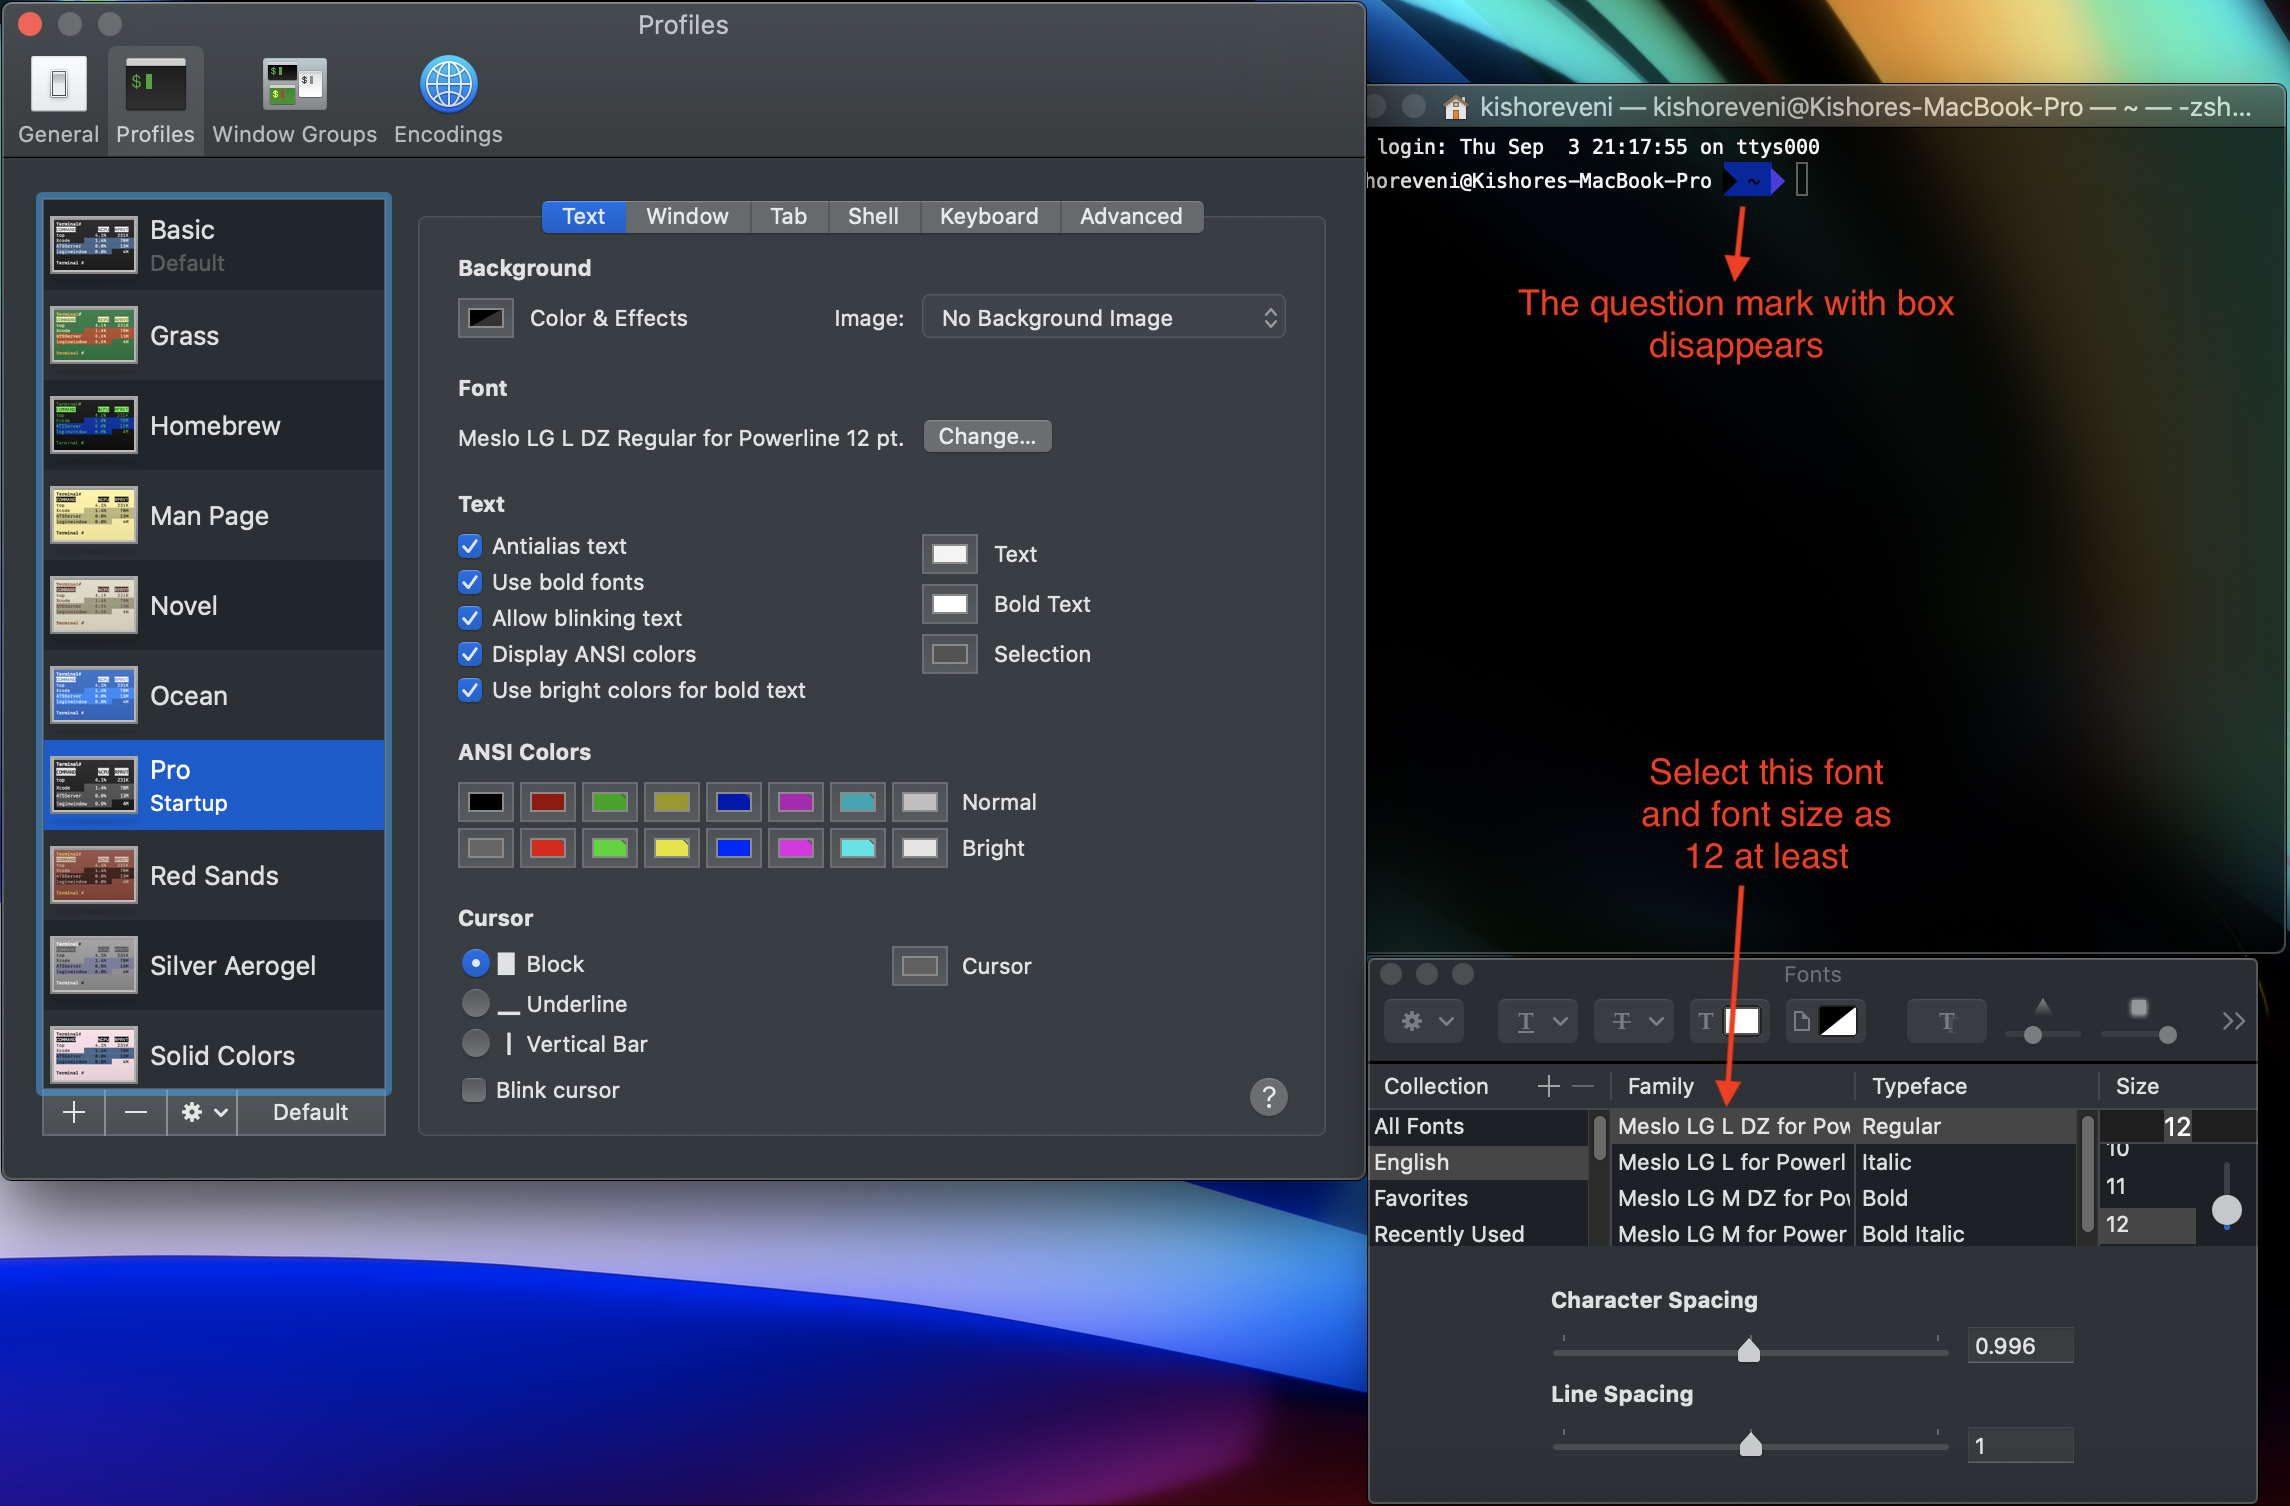 Profiles
General
Profiles
Window Groups
Encodings
Basic
Default
Grass
Homebrew
Man Page
Novel
Ocean
Pro
Startup
Red Sands
Silver Aerogel
Solid Colors
Default
Text Window Tab Shell Keyboard Advanced
Background
Color & Effects Image: No Background Image
Font
Meslo LG L DZ Regular for Powerline 12 pt. Change...
Text
Antialias text
Use bold fonts
Allow blinking text
Display ANSI colors
Use bright colors for bold text
Text
Bold Text
Selection
ANSI Colors
Normal
Bright
Cursor
Block
Underline
Vertical Bar
Blink cursor
Cursor
?
kishoreveni — kishoreveni@Kishores-MacBook-Pro — ~ — -zsh...
login: Thu Sep  3 21:17:55 on ttys000
horeveni@Kishores-MacBook-Pro ~
The question mark with box
disappears
Select this font
and font size as
12 at least
Fonts
Collection Family Typeface Size
All Fonts
English
Favorites
Recently Used
Meslo LG L DZ for Pow
Meslo LG L for Powerl
Meslo LG M DZ for Pov
Meslo LG M for Power
Regular
Italic
Bold
Bold Italic
12
10
11
12
Character Spacing
0.996
Line Spacing
1